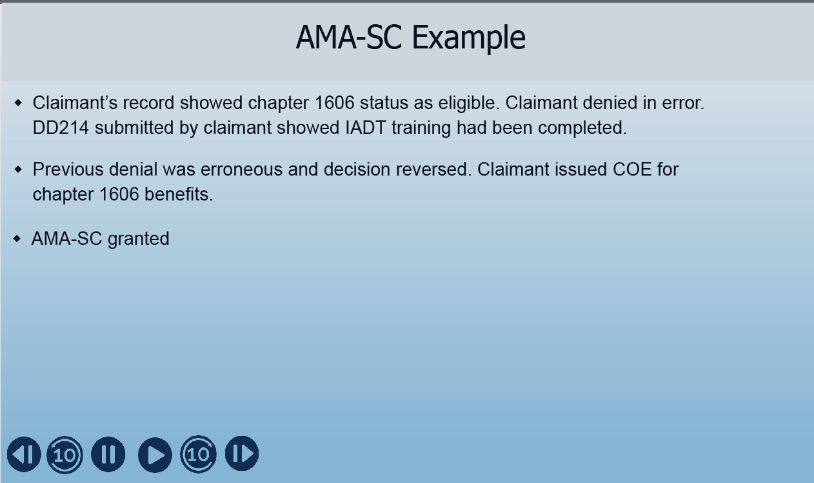 AMA-SC Example
◆ Claimant's record showed chapter 1606 status as eligible. Claimant denied in error.
DD214 submitted by claimant showed IADT training had been completed.
◆ Previous denial was erroneous and decision reversed. Claimant issued COE for
chapter 1606 benefits.
◆ AMA-SC granted
10
10